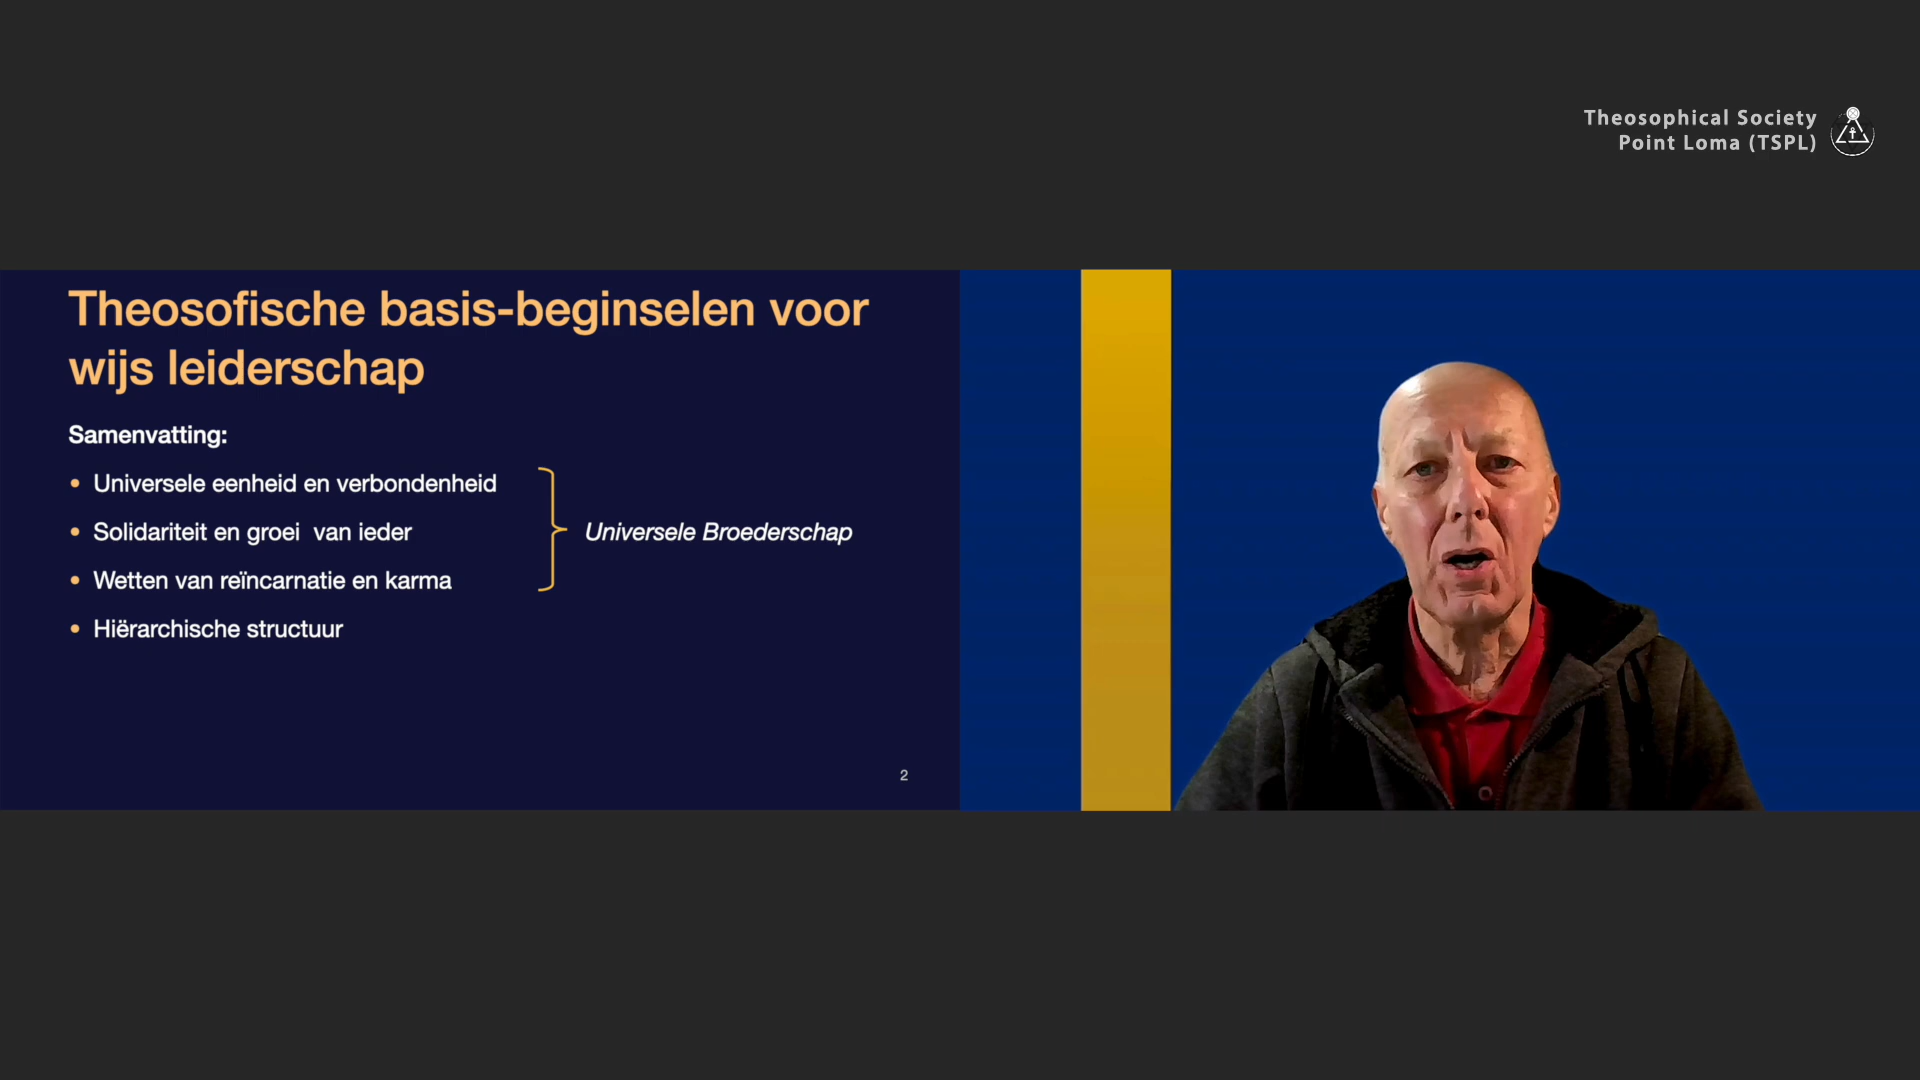 Theosophical Society
Point Loma (TSPL)
Theosofische basis-beginselen voor
wijs leiderschap
Samenvatting:
• Universele eenheid en verbondenheid
• Solidariteit en groei  van ieder
• Wetten van reïncarnatie en karma
• Hiërarchische structuur
Universele Broederschap
2